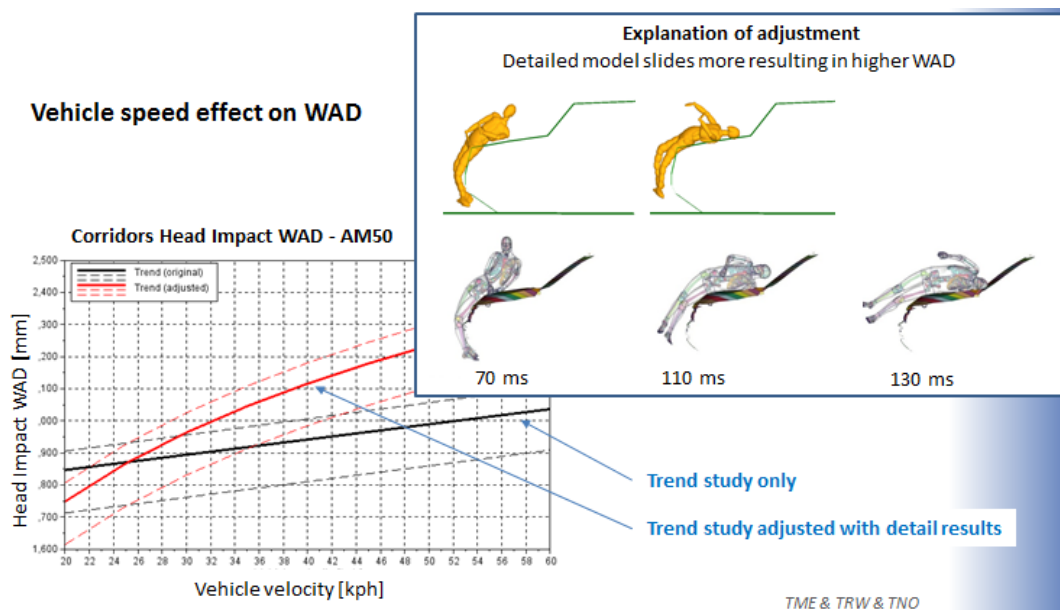 Explanation of adjustment
Detailed model slides more resulting in higher WAD
Vehicle speed effect on WAD
70 ms
110 ms
130 ms
Corridors Head Impact WAD - AM50
Trend (original)
Trend (adjusted)
2,500
2,400
,300
,200
,100
,000
,900
,800
,700
1,600
Head Impact WAD [mm]
20 22 24 26 28 30 32 34 36 38 40 42 44 46 48 50 52 54 56 58 60
Vehicle velocity [kph]
Trend study only
Trend study adjusted with detail results
TME & TRW & TNO